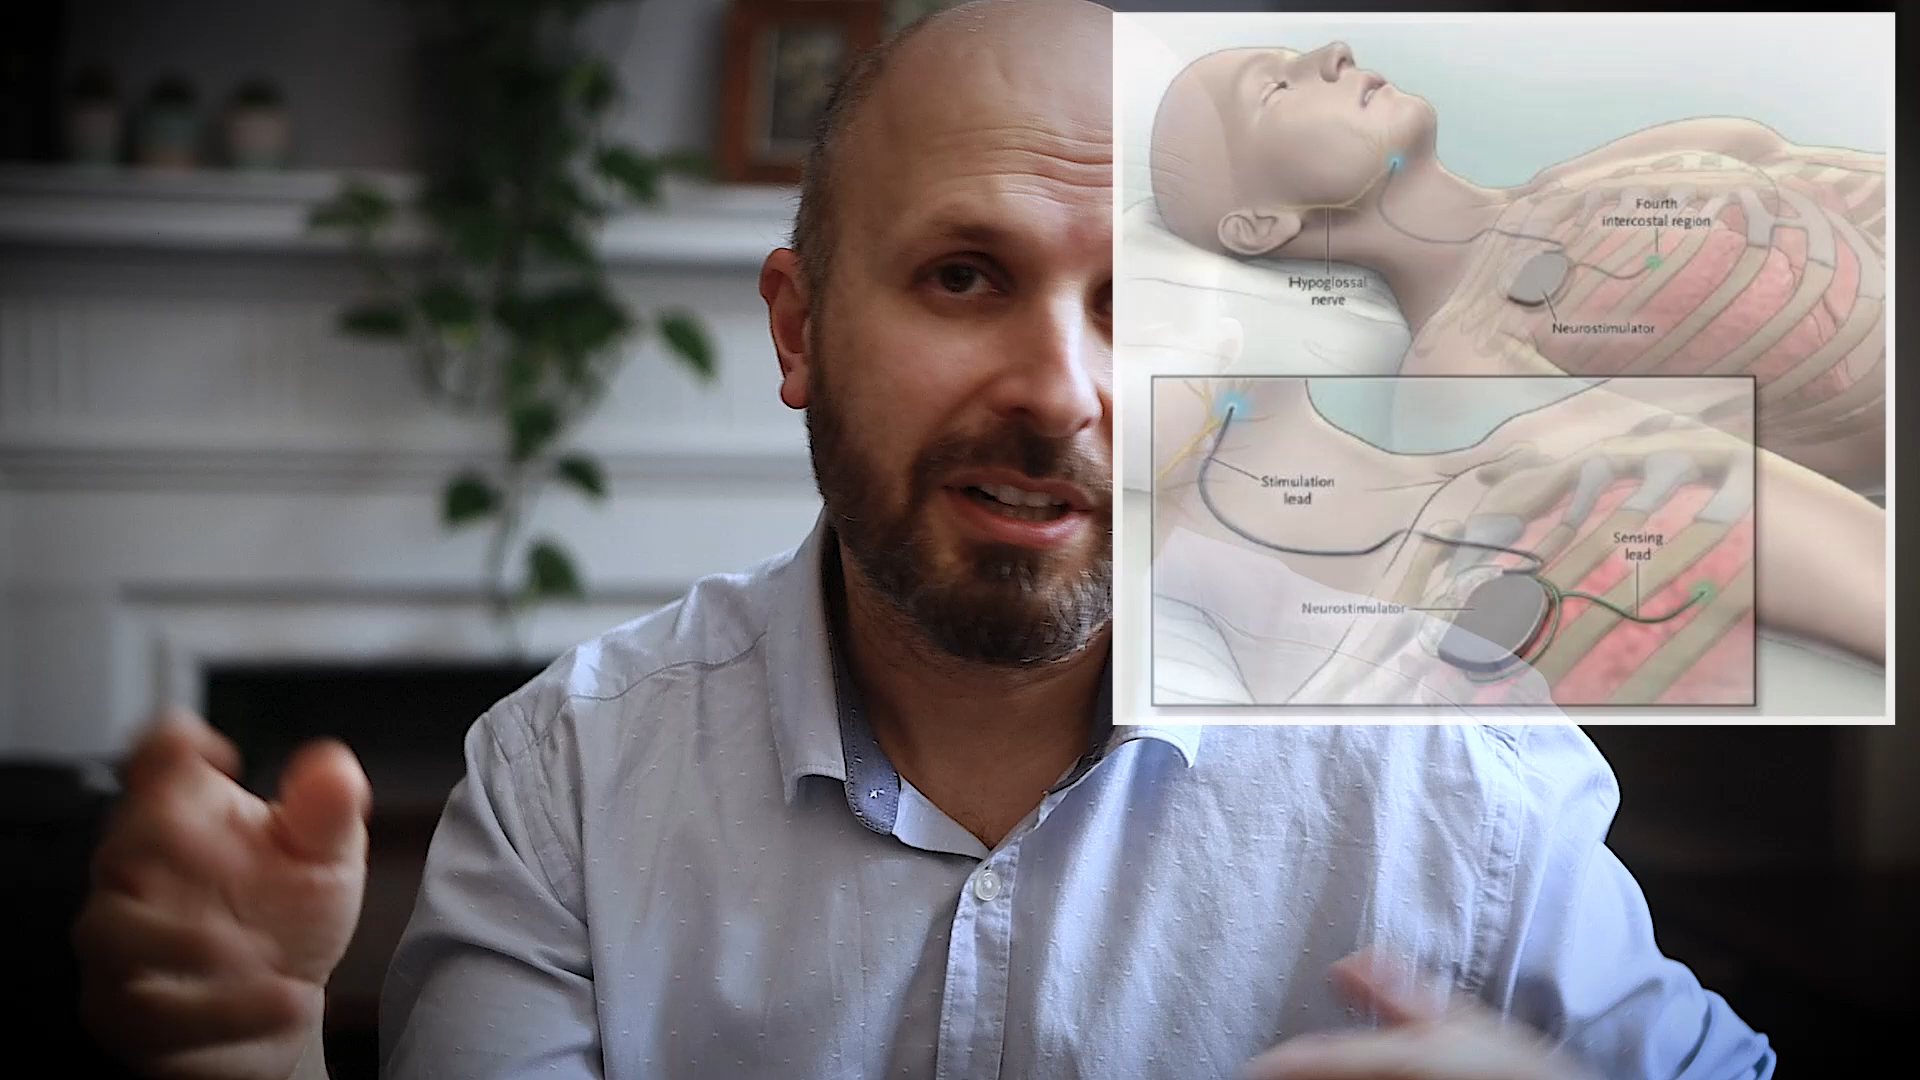 Fourth
intercostal region
Hypoglossal
nerve
Neurostimulator
Stimulation
lead
Sensing
lead
Neurostimulator